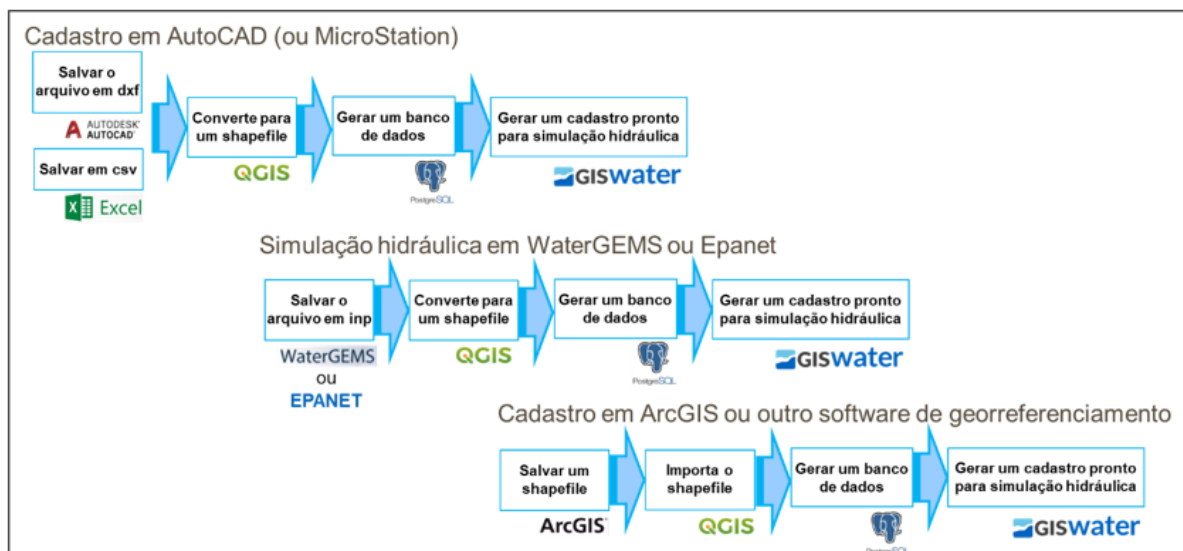 Cadastro em AutoCAD (ou MicroStation)
Salvar o
arquivo em dxf
AUTODESK®
AUTOCAD®
Salvar em csv
Excel
Converte para
um shapefile
QGIS
Gerar um banco
de dados
PostgreSQL
Gerar um cadastro pronto
para simulação hidráulica
GISwater
Simulação hidráulica em WaterGEMS ou Epanet
Salvar o
arquivo em inp
WaterGEMS
ou
EPANET
Converte para
um shapefile
QGIS
Gerar um banco
de dados
PostgreSQL
Gerar um cadastro pronto
para simulação hidráulica
GISwater
Cadastro em ArcGIS ou outro software de georreferenciamento
Salvar um
shapefile
ArcGIS
Importa o
shapefile
QGIS
Gerar um banco
de dados
PostgreSQL
Gerar um cadastro pronto
para simulação hidráulica
GISwater